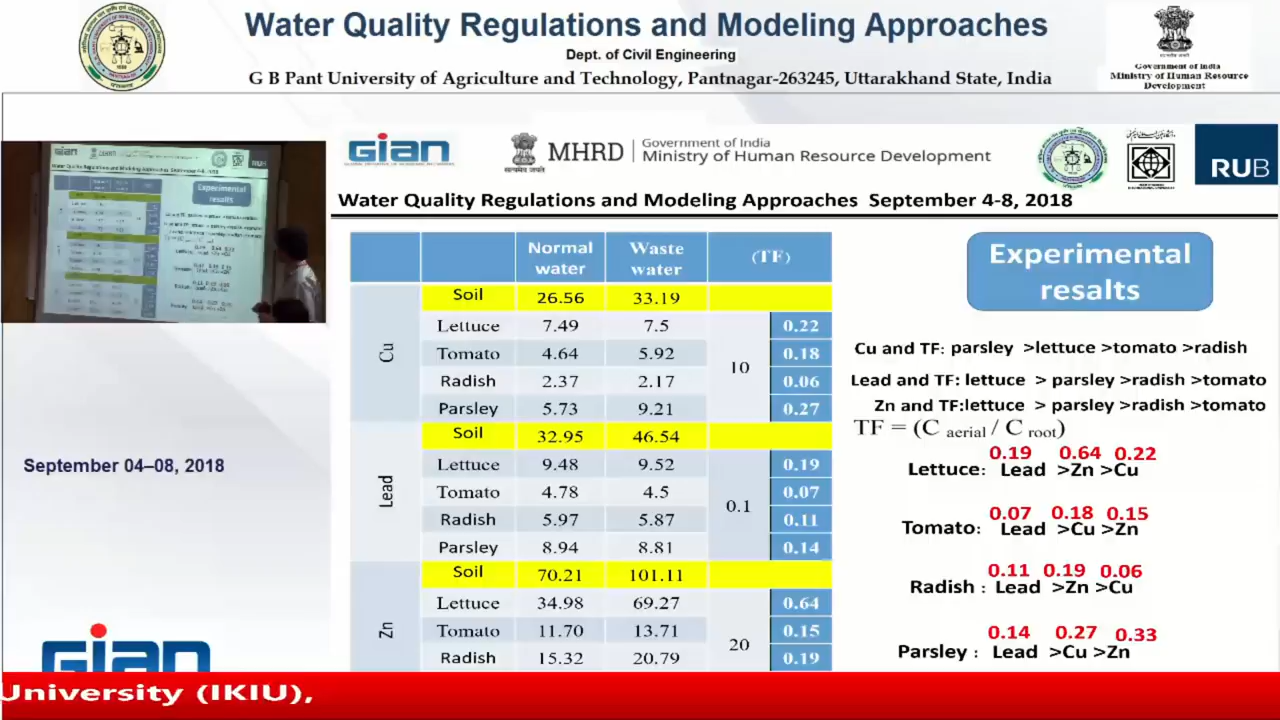 Water Quality Regulations and Modeling Approaches
Dept. of Civil Engineering
G B Pant University of Agriculture and Technology, Pantnagar-263245, Uttarakhand State, India
Government of India
Ministry of Human Resource
Development
GIAN
MHRD
Government of India
Ministry of Human Resource Development
सत्यमेव जयते
RUB
Water Quality Regulations and Modeling Approaches September 4-8, 2018
Normal water Waste water (TF)
Cu
Soil 26.56 33.19
Lettuce 7.49 7.5 0.22
Tomato 4.64 5.92 0.18
10
Radish 2.37 2.17 0.06
Parsley 5.73 9.21 0.27
Lead
Soil 32.95 46.54
Lettuce 9.48 9.52 0.19
Tomato 4.78 4.5 0.07
0.1
Radish 5.97 5.87 0.11
Parsley 8.94 8.81 0.14
Zn
Soil 70.21 101.11
Lettuce 34.98 69.27 0.64
Tomato 11.70 13.71 0.15
20
Radish 15.32 20.79 0.19
Experimental
resalts
Cu and TF: parsley >lettuce >tomato >radish
Lead and TF: lettuce > parsley >radish >tomato
Zn and TF:lettuce > parsley >radish >tomato
TF = (C aerial / C root)
0.19 0.64 0.22
Lettuce: Lead >Zn >Cu
0.07 0.18 0.15
Tomato: Lead >Cu >Zn
0.11 0.19 0.06
Radish : Lead >Zn >Cu
0.14 0.27 0.33
Parsley : Lead >Cu >Zn
September 04–08, 2018
GIAN
University (IKIU),